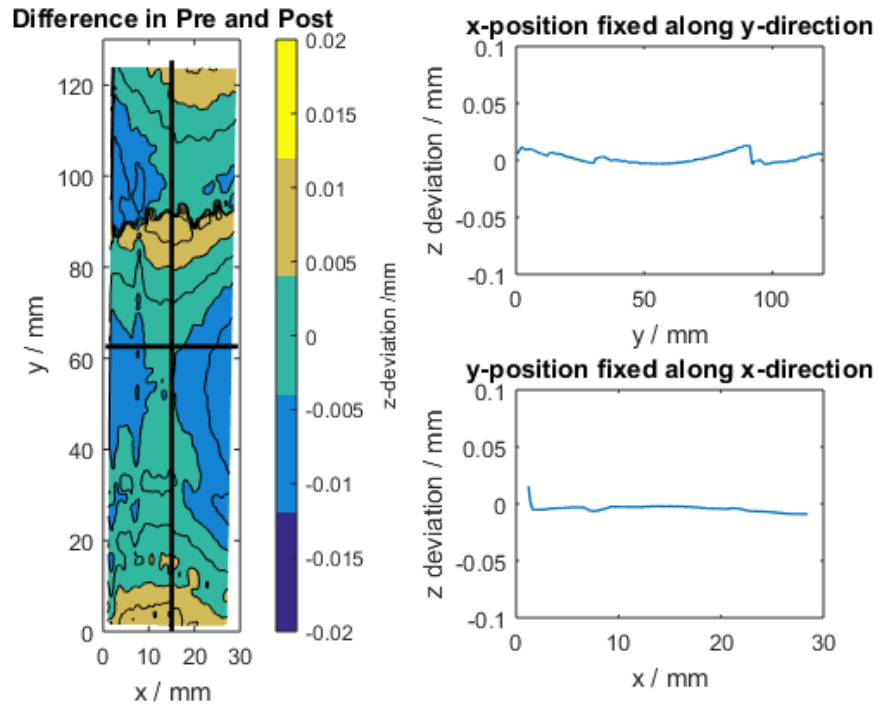 Difference in Pre and Post
120
100
80
60
40
20
0
0 10 20 30
y / mm
x / mm
0.02
0.015
0.01
0.005
0
-0.005
-0.01
-0.015
-0.02
z-deviation /mm
x-position fixed along y-direction
0.1
0.05
0
-0.05
-0.1
z deviation / mm
0 50 100
y / mm
y-position fixed along x-direction
0.1
0.05
0
-0.05
-0.1
z deviation / mm
0 10 20 30
x / mm